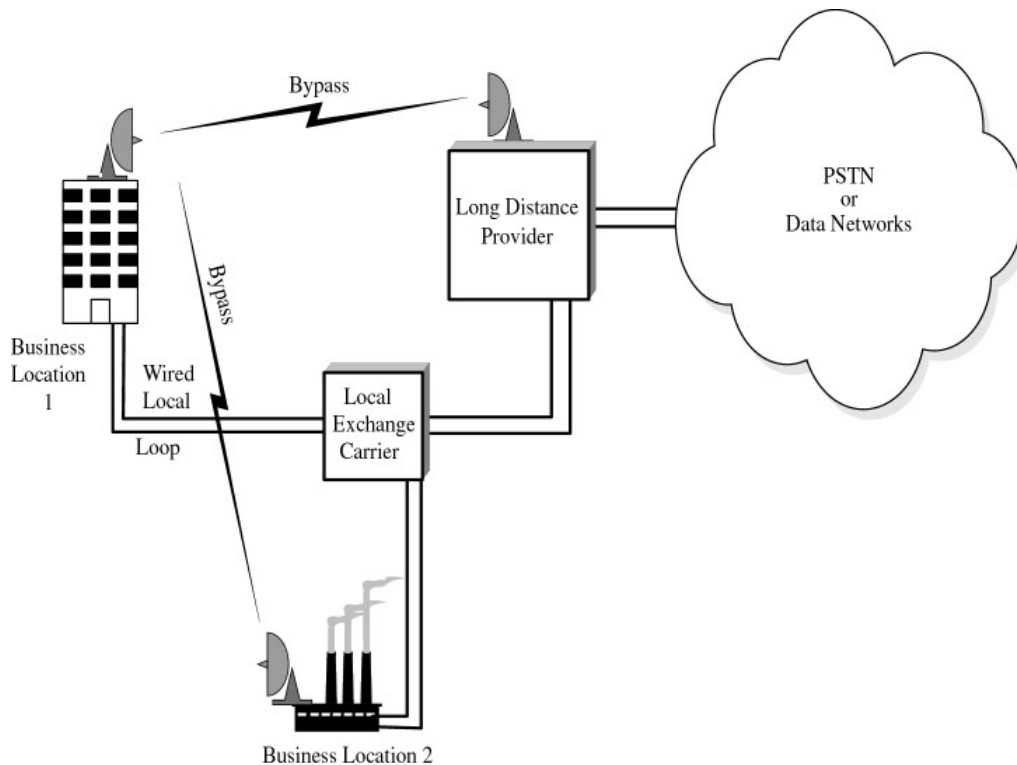 Bypass
PSTN
or
Data Networks
Long Distance
Provider
Bypass
Business
Location
1
Wired
Local
Loop
Local
Exchange
Carrier
Business Location 2